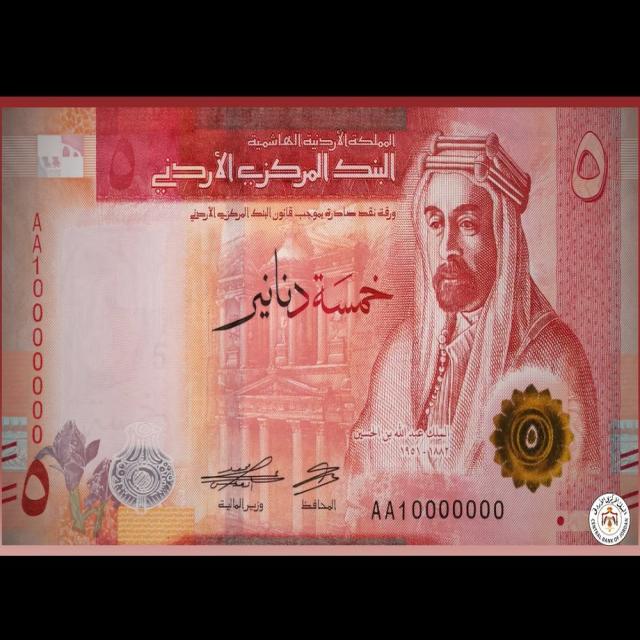 المملكة الأردنية الهاشمية
البنك المركزي الأردني
ورقة نقد صادرة بموجب قانون البنك المركزي الأردني
خمسة دنانير
٥
٥
AA10000000
الملك عبد الله بن الحسين
١٨٨٢ - ١٩٥١
٥
٥
المحافظ
وزير المالية
AA10000000
البنك المركزي الأردني
CENTRAL BANK OF JORDAN